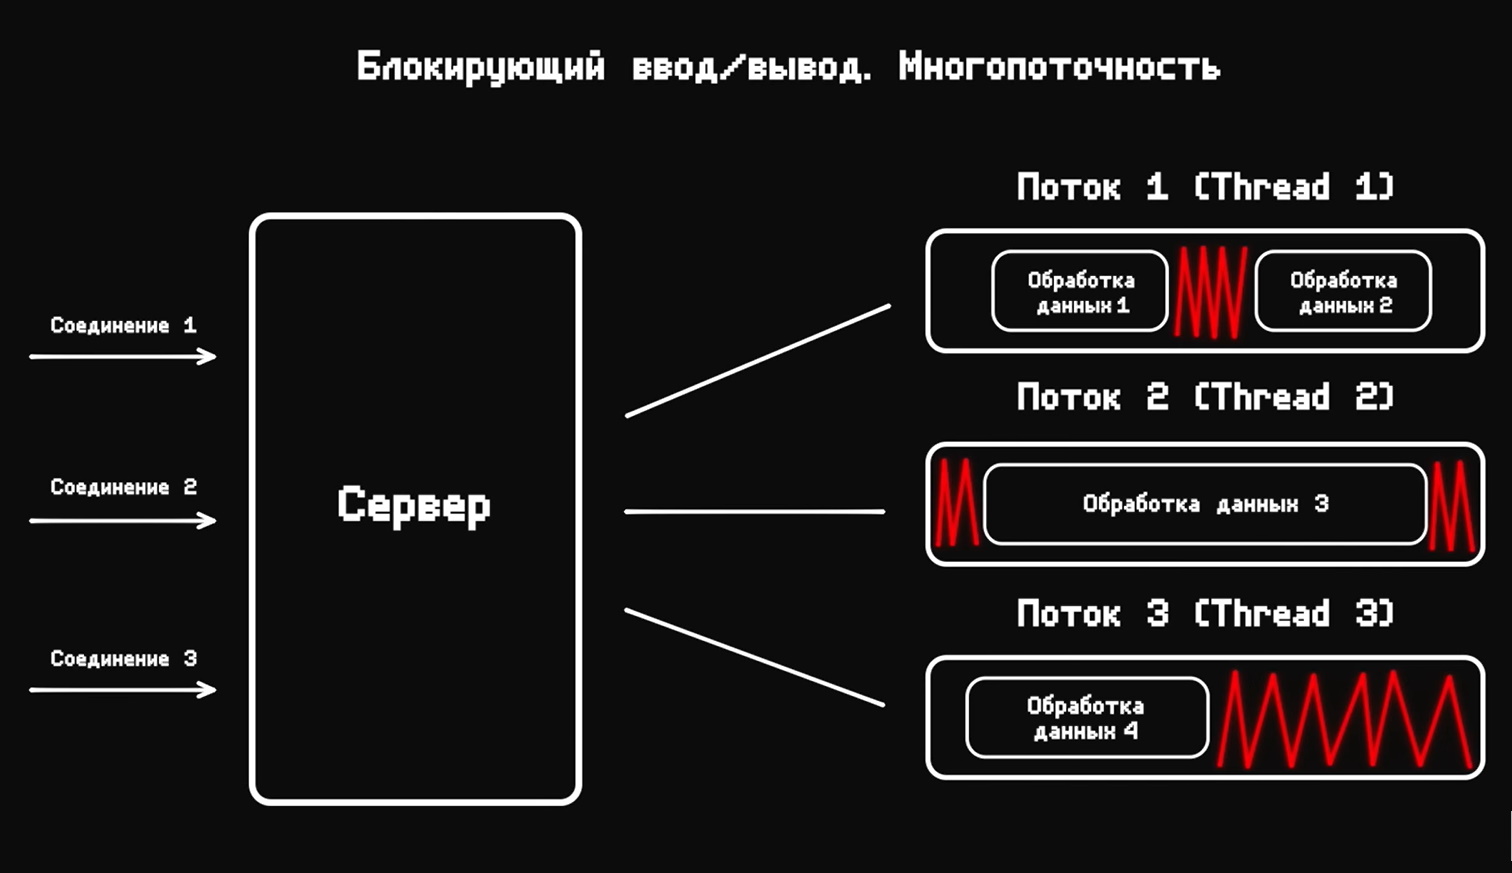 Блокирующий ввод/вывод. Многопоточность
Соединение 1
Соединение 2
Соединение 3
Сервер
Поток 1 (Thread 1)
Обработка
данных 1
Обработка
данных 2
Поток 2 (Thread 2)
Обработка данных 3
Поток 3 (Thread 3)
Обработка
данных 4